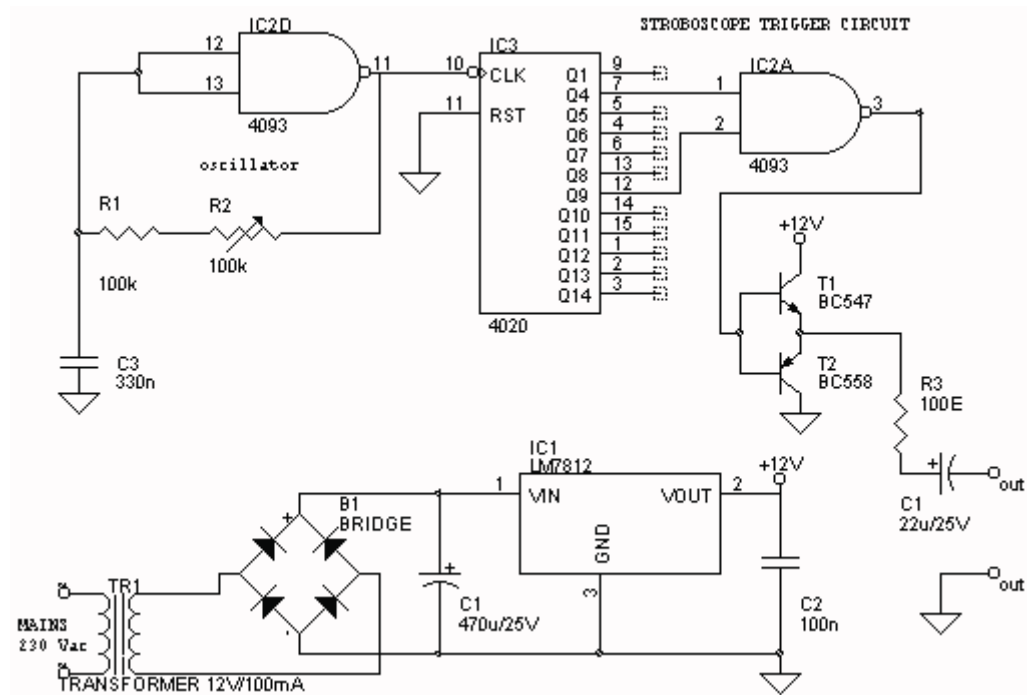 STROBOSCOPE TRIGGER CIRCUIT
IC2D
12
13
11
4093
oscillator
R1
100k
R2
100k
C3
330n
IC3
10
CLK
11
RST
Q1
9
Q4
7
Q5
5
Q6
4
Q7
6
Q8
13
Q9
12
Q10
14
Q11
15
Q12
1
Q13
2
Q14
3
4020
IC2A
1
2
3
4093
+12V
T1
BC547
T2
BC558
R3
100E
+
C1
22u/25V
out
out
IC1
LM7812
1
VIN
VOUT
2
GND
3
+12V
B1
BRIDGE
+
-
+
C1
470u/25V
C2
100n
TR1
MAINS
230 Vac
TRANSFORMER 12V/100mA